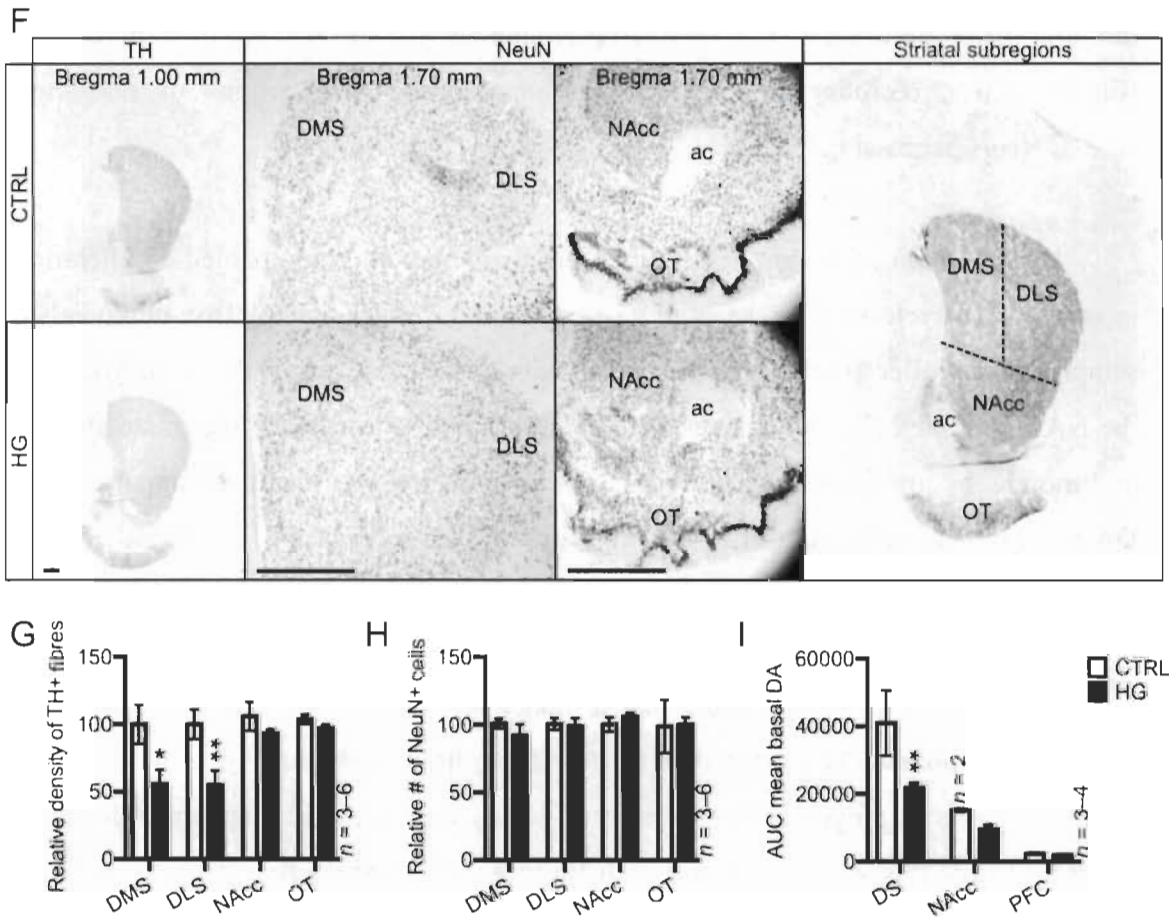 F
TH
NeuN
Striatal subregions
Bregma 1.00 mm
Bregma 1.70 mm
Bregma 1.70 mm
CTRL
DMS
DLS
NAcc
ac
OT
DMS
DLS
NAcc
ac
OT
HG
DMS
DLS
NAcc
ac
OT
G
Relative density of TH+ fibres
150
100
50
0
*
**
n = 3–6
DMS
DLS
NAcc
OT
H
Relative # of NeuN+ cells
150
100
50
0
n = 3–6
DMS
DLS
NAcc
OT
I
AUC mean basal DA
60000
40000
20000
0
**
n = 2
n = 3–4
DS
NAcc
PFC
CTRL
HG